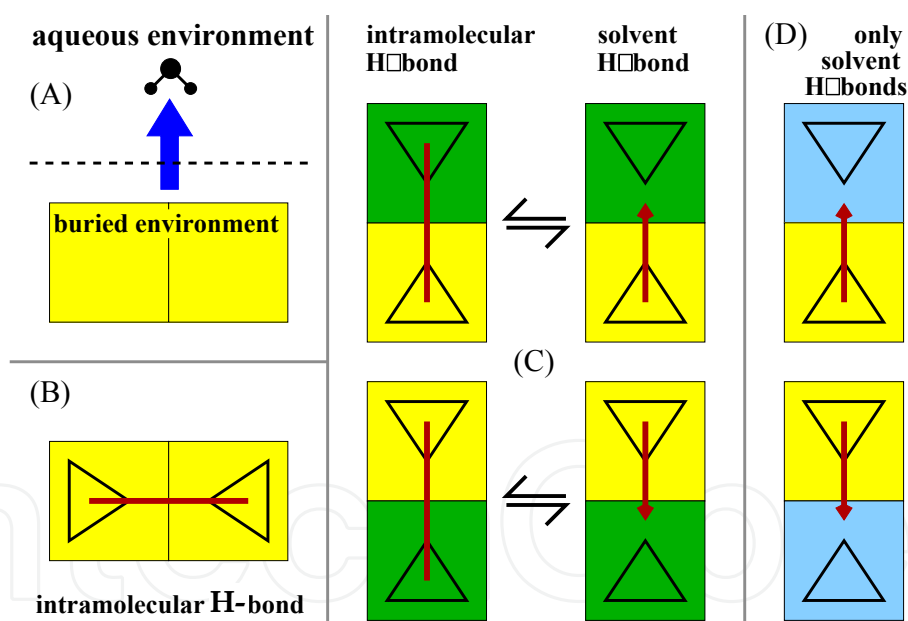 aqueous environment
(A)
buried environment
(B)
intramolecular H-bond
intramolecular
H□bond
solvent
H□bond
(C)
(D)
only
solvent
H□bonds